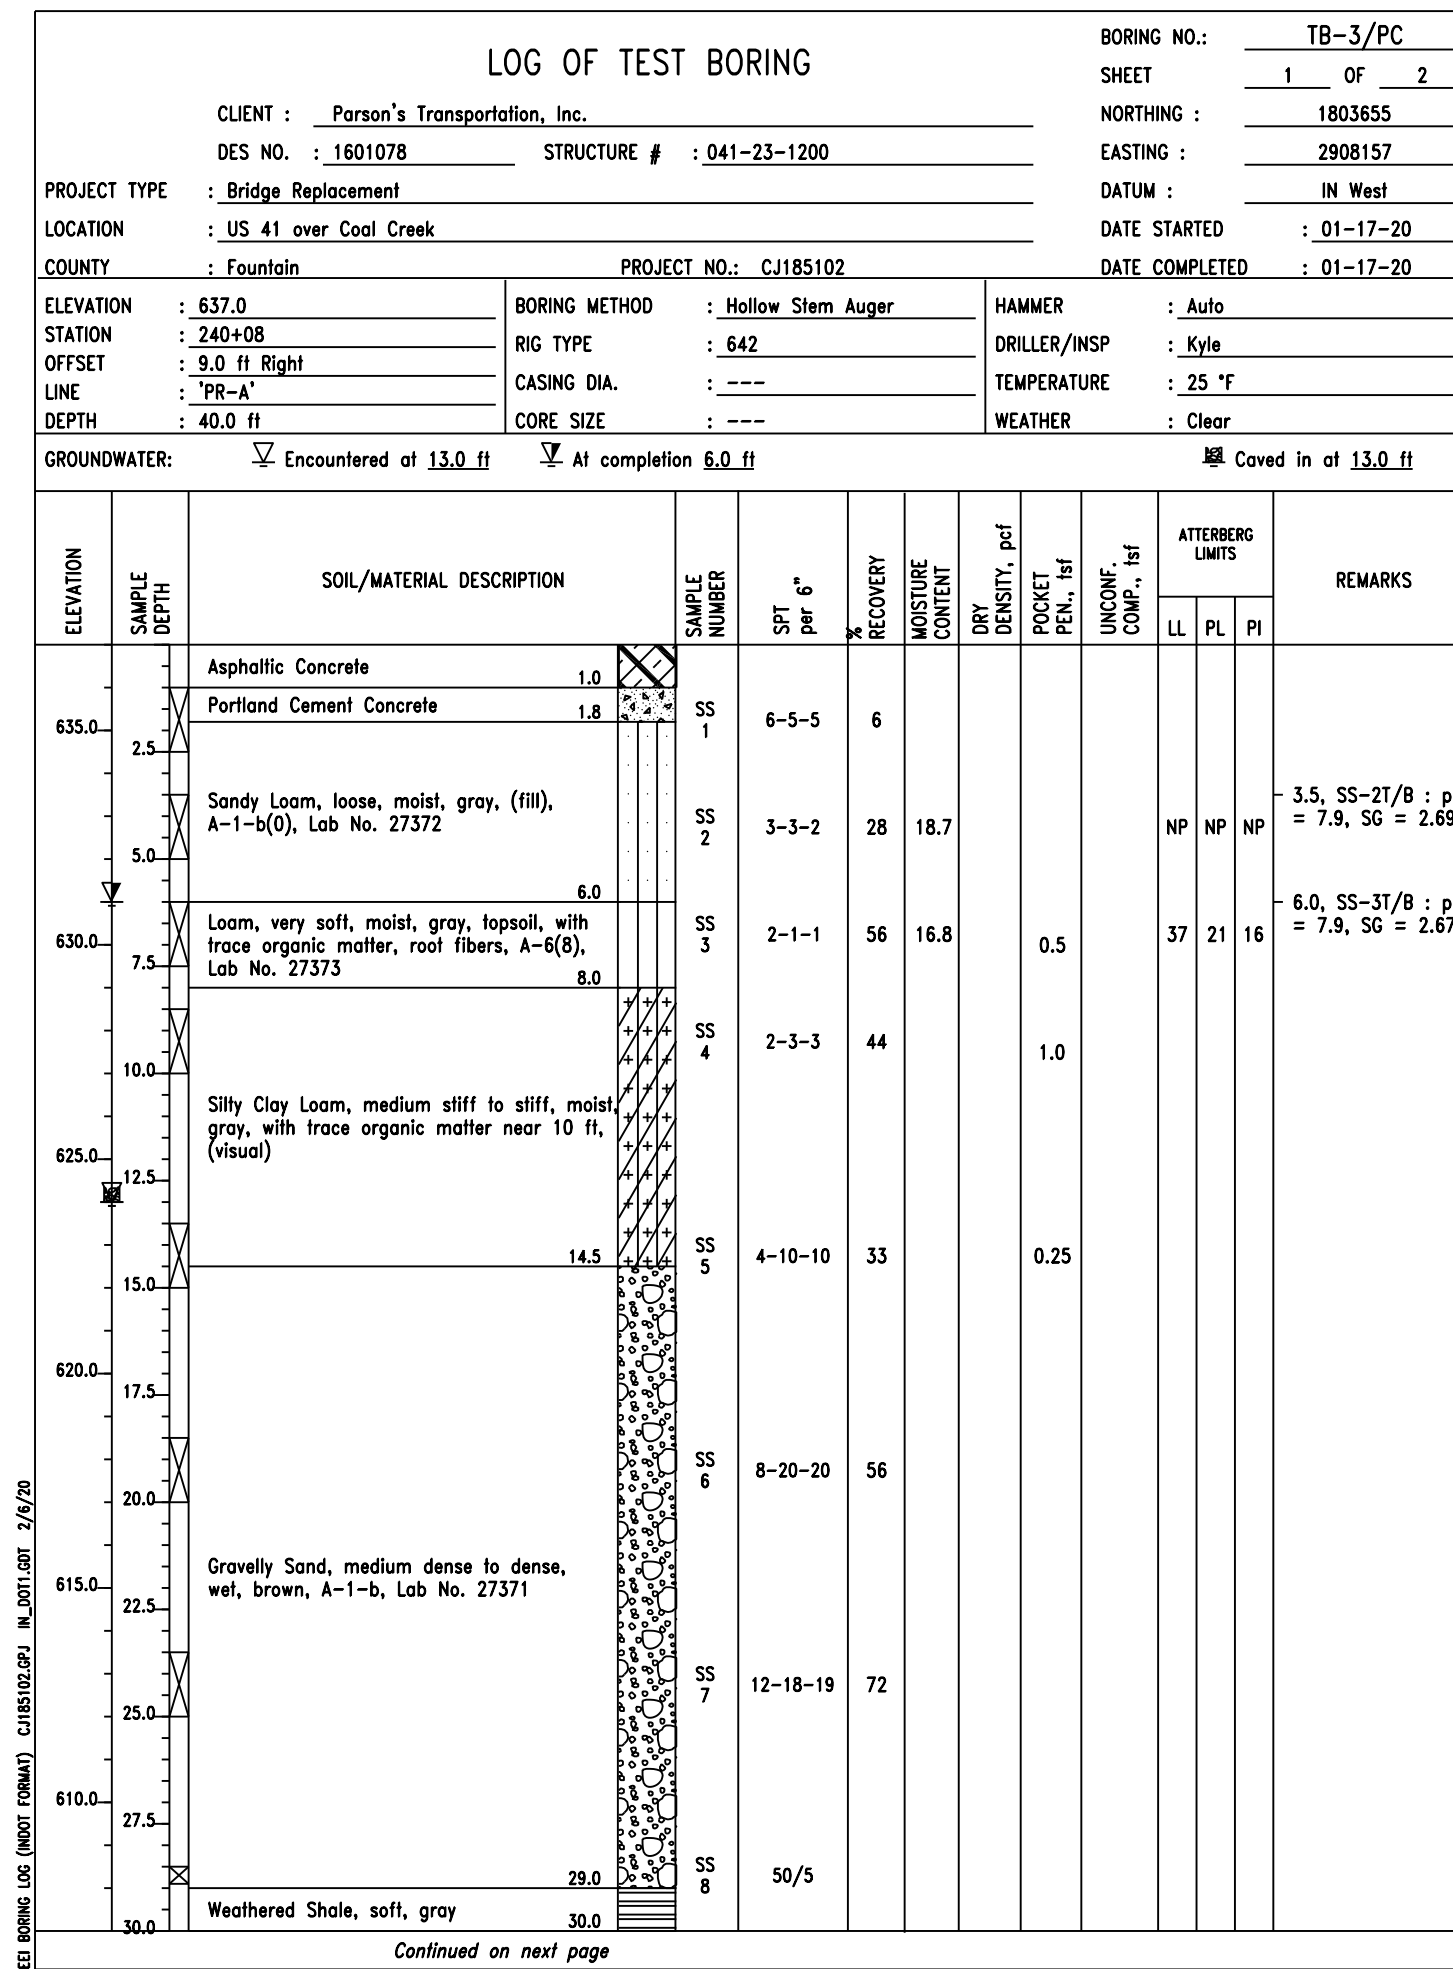 LOG OF TEST BORING
BORING NO.: TB-3/PC
SHEET 1 OF 2
CLIENT : Parson's Transportation, Inc.
NORTHING : 1803655
DES NO. : 1601078 STRUCTURE # : 041-23-1200
EASTING : 2908157
PROJECT TYPE : Bridge Replacement
DATUM : IN West
LOCATION : US 41 over Coal Creek
DATE STARTED : 01-17-20
COUNTY : Fountain PROJECT NO.: CJ185102
DATE COMPLETED : 01-17-20
ELEVATION : 637.0
STATION : 240+08
OFFSET : 9.0 ft Right
LINE : 'PR-A'
DEPTH : 40.0 ft
BORING METHOD : Hollow Stem Auger
RIG TYPE : 642
CASING DIA. : ---
CORE SIZE : ---
HAMMER : Auto
DRILLER/INSP : Kyle
TEMPERATURE : 25 °F
WEATHER : Clear
GROUNDWATER: Encountered at 13.0 ft At completion 6.0 ft Caved in at 13.0 ft
ELEVATION
SAMPLE
DEPTH
SOIL/MATERIAL DESCRIPTION
SAMPLE
NUMBER
SPT
per 6"
%
RECOVERY
MOISTURE
CONTENT
DRY
DENSITY, pcf
POCKET
PEN., tsf
UNCONF.
COMP., tsf
ATTERBERG
LIMITS
LL PL PI
REMARKS
Asphaltic Concrete
1.0
Portland Cement Concrete
1.8
635.0
SS
1
6-5-5 6
2.5
Sandy Loam, loose, moist, gray, (fill),
A-1-b(0), Lab No. 27372
SS
2
3-3-2 28 18.7 NP NP NP
3.5, SS-2T/B : p
= 7.9, SG = 2.69
5.0
6.0
Loam, very soft, moist, gray, topsoil, with
trace organic matter, root fibers, A-6(8),
Lab No. 27373
630.0
SS
3
2-1-1 56 16.8 0.5 37 21 16
6.0, SS-3T/B : p
= 7.9, SG = 2.67
7.5
8.0
SS
4
2-3-3 44 1.0
10.0
Silty Clay Loam, medium stiff to stiff, moist,
gray, with trace organic matter near 10 ft,
(visual)
625.0
12.5
14.5
SS
5
4-10-10 33 0.25
15.0
620.0
17.5
SS
6
8-20-20 56
20.0
Gravelly Sand, medium dense to dense,
wet, brown, A-1-b, Lab No. 27371
615.0
22.5
SS
7
12-18-19 72
25.0
610.0
27.5
29.0
SS
8
50/5
Weathered Shale, soft, gray
30.0
30.0
Continued on next page
EEI BORING LOG (INDOT FORMAT) CJ185102.GPJ IN_DOT1.GDT 2/6/20